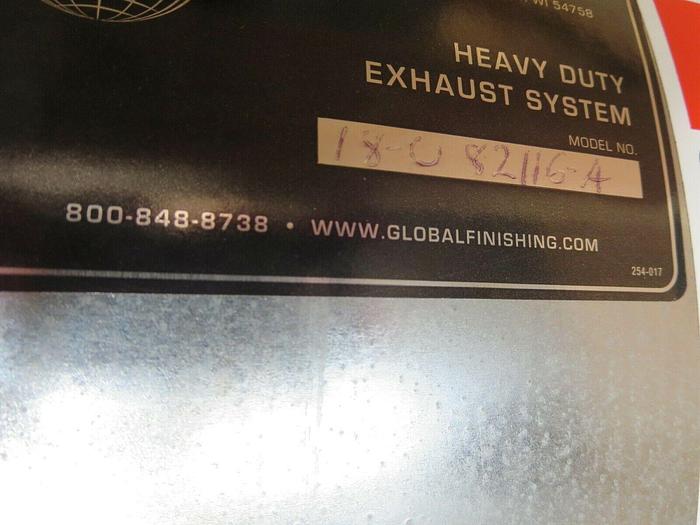 WI 54758
HEAVY DUTY
EXHAUST SYSTEM
MODEL NO.
18-U 82116-A
800-848-8738 • WWW.GLOBALFINISHING.COM
254-017